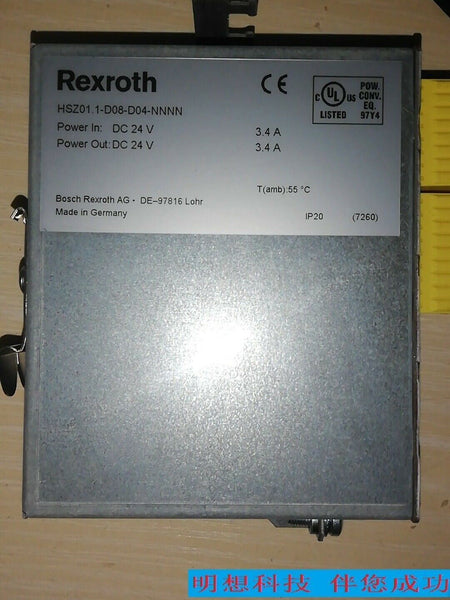 Rexroth
HSZ01.1-D08-D04-NNNN
Power In: DC 24 V 3.4 A
Power Out: DC 24 V 3.4 A
Bosch Rexroth AG • DE–97816 Lohr
Made in Germany
T(amb):55 °C
IP20 (7260)
CE
C UL US
LISTED
POW.
CONV.
EQ.
97Y4
明想科技 伴您成功